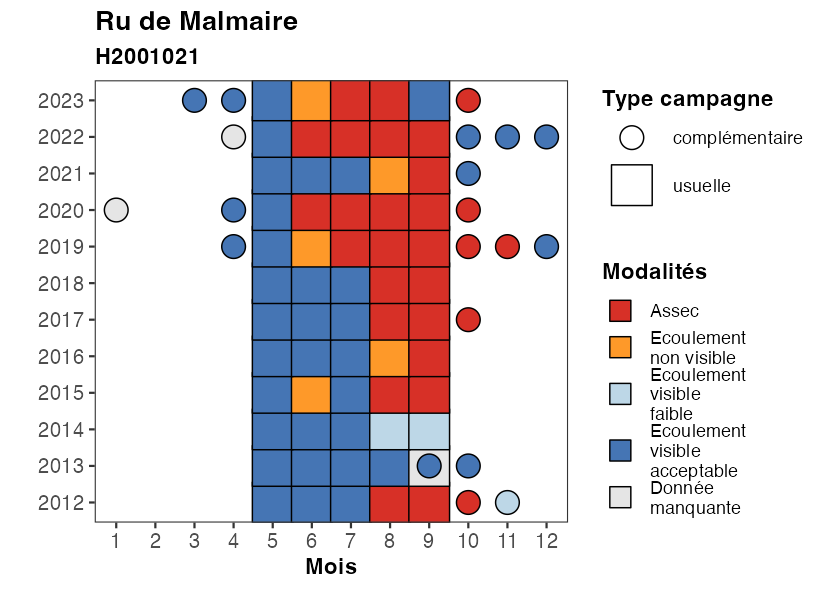 Ru de Malmaire
H2001021
2023
2022
2021
2020
2019
2018
2017
2016
2015
2014
2013
2012
1 2 3 4 5 6 7 8 9 10 11 12
Mois
Type campagne
complémentaire
usuelle
Modalités
Assec
Ecoulement
non visible
Ecoulement
visible
faible
Ecoulement
visible
acceptable
Donnée
manquante